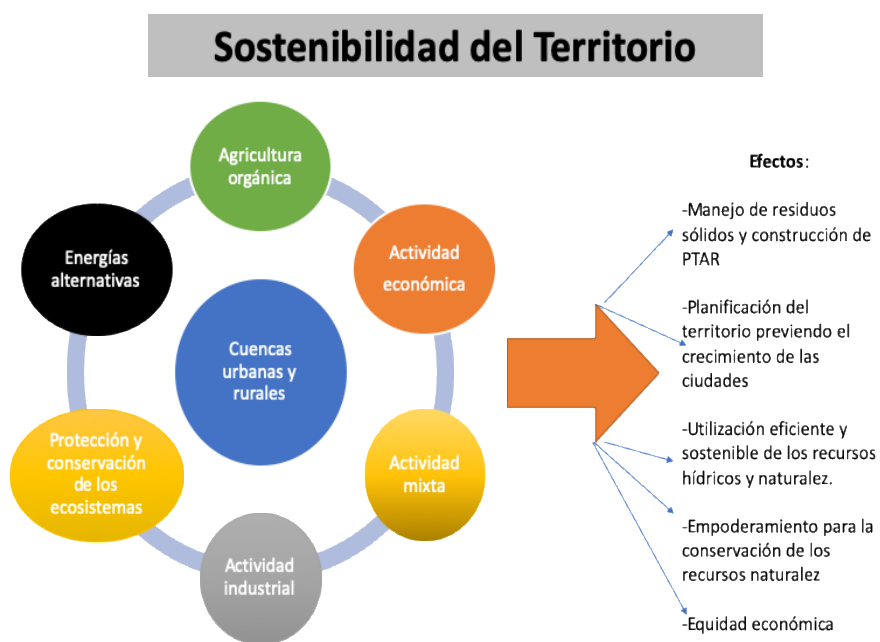 Sostenibilidad del Territorio
Agricultura
orgánica
Actividad
económica
Actividad
mixta
Actividad
industrial
Protección y
conservación
de los
ecosistemas
Energías
alternativas
Cuencas
urbanas y
rurales
Efectos:
-Manejo de residuos
sólidos y construcción de
PTAR
-Planificación del
territorio previendo el
crecimiento de las
ciudades
-Utilización eficiente y
sostenible de los recursos
hídricos y naturalez.
-Empoderamiento para la
conservación de los
recursos naturalez
-Equidad económica